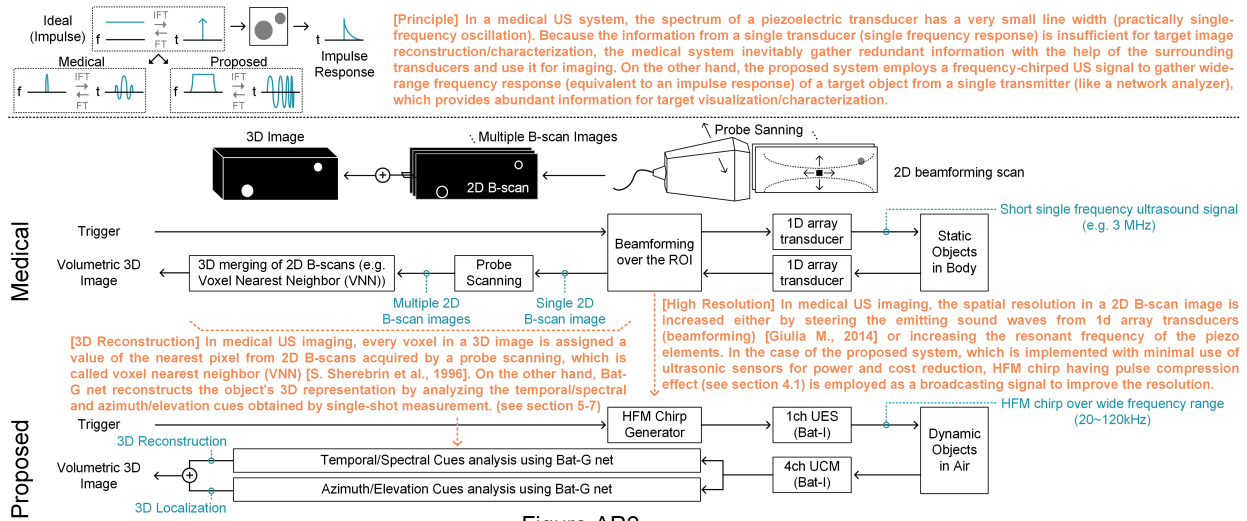 Ideal
(Impulse)
f
IFT
FT
t
t
Impulse
Response
Medical
Proposed
f
IFT
FT
t
f
IFT
FT
t
[Principle] In a medical US system, the spectrum of a piezoelectric transducer has a very small line width (practically single-
frequency oscillation). Because the information from a single transducer (single frequency response) is insufficient for target image
reconstruction/characterization, the medical system inevitably gather redundant information with the help of the surrounding
transducers and use it for imaging. On the other hand, the proposed system employs a frequency-chirped US signal to gather wide-
range frequency response (equivalent to an impulse response) of a target object from a single transmitter (like a network analyzer),
which provides abundant information for target visualization/characterization.
3D Image
Multiple B-scan Images
Probe Sanning
2D B-scan
2D beamforming scan
Medical
Trigger
Beamforming
over the ROI
1D array
transducer
Short single frequency ultrasound signal
(e.g. 3 MHz)
Static
Objects
in Body
Volumetric 3D
Image
3D merging of 2D B-scans (e.g.
Voxel Nearest Neighbor (VNN))
Probe
Scanning
1D array
transducer
Multiple 2D
B-scan images
Single 2D
B-scan image
[High Resolution] In medical US imaging, the spatial resolution in a 2D B-scan image is
increased either by steering the emitting sound waves from 1d array transducers
(beamforming) [Giulia M., 2014] or increasing the resonant frequency of the piezo
elements. In the case of the proposed system, which is implemented with minimal use of
ultrasonic sensors for power and cost reduction, HFM chirp having pulse compression
effect (see section 4.1) is employed as a broadcasting signal to improve the resolution.
[3D Reconstruction] In medical US imaging, every voxel in a 3D image is assigned a
value of the nearest pixel from 2D B-scans acquired by a probe scanning, which is
called voxel nearest neighbor (VNN) [S. Sherebrin et al., 1996]. On the other hand, Bat-
G net reconstructs the object's 3D representation by analyzing the temporal/spectral
and azimuth/elevation cues obtained by single-shot measurement. (see section 5-7)
Proposed
Trigger
HFM Chirp
Generator
1ch UES
(Bat-I)
HFM chirp over wide frequency range
(20~120kHz)
Dynamic
Objects
in Air
3D Reconstruction
Volumetric 3D
Image
Temporal/Spectral Cues analysis using Bat-G net
4ch UCM
(Bat-I)
Azimuth/Elevation Cues analysis using Bat-G net
3D Localization